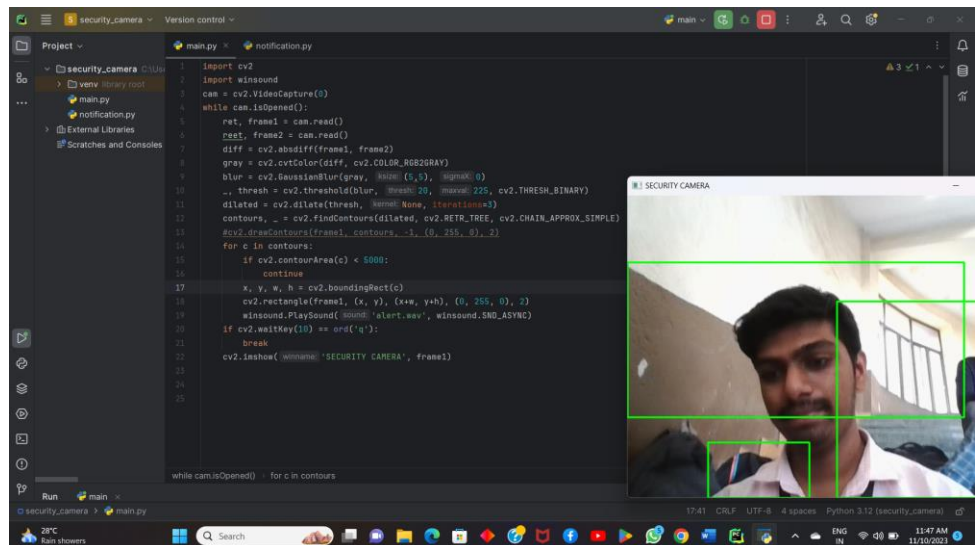 security_camera
Version control
main
Project
main.py
notification.py
security_camera C:\Use
venv library root
main.py
notification.py
External Libraries
Scratches and Consoles
3
1
1 import cv2
2 import winsound
3 cam = cv2.VideoCapture(0)
4 while cam.isOpened():
5 ret, frame1 = cam.read()
6 reet, frame2 = cam.read()
7 diff = cv2.absdiff(frame1, frame2)
8 gray = cv2.cvtColor(diff, cv2.COLOR_RGB2GRAY)
9 blur = cv2.GaussianBlur(gray, ksize: (5,5), sigmaX: 0)
10 _, thresh = cv2.threshold(blur, thresh: 20, maxval: 225, cv2.THRESH_BINARY)
11 dilated = cv2.dilate(thresh, kernel: None, iterations=3)
12 contours, _ = cv2.findContours(dilated, cv2.RETR_TREE, cv2.CHAIN_APPROX_SIMPLE)
13 #cv2.drawContours(frame1, contours, -1, (0, 255, 0), 2)
14 for c in contours:
15 if cv2.contourArea(c) < 5000:
16 continue
17 x, y, w, h = cv2.boundingRect(c)
18 cv2.rectangle(frame1, (x, y), (x+w, y+h), (0, 255, 0), 2)
19 winsound.PlaySound( sound: 'alert.wav', winsound.SND_ASYNC)
20 if cv2.waitKey(10) == ord('q'):
21 break
22 cv2.imshow( winname: 'SECURITY CAMERA', frame1)
23
24
25
SECURITY CAMERA
while cam.isOpened() › for c in contours
Run
main
security_camera > main.py
17:41 CRLF UTF-8 4 spaces Python 3.12 (security_camera)
28°C
Rain showers
Search
ENG
IN
11:47 AM
11/10/2023